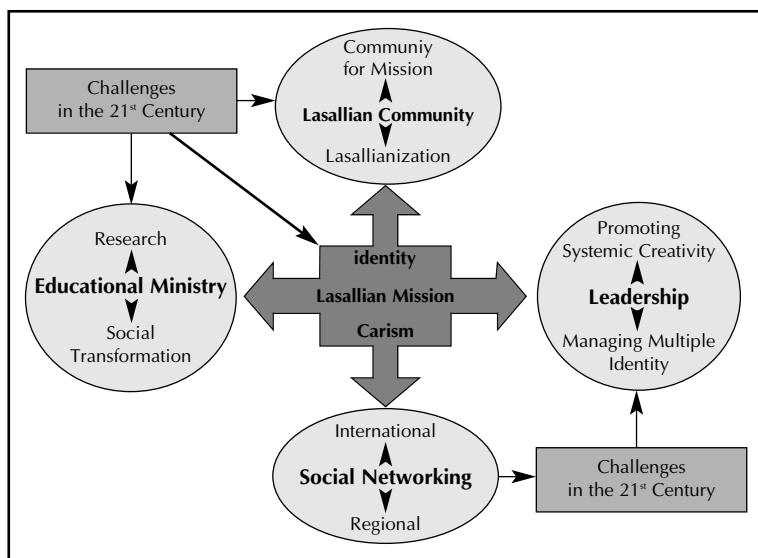 Communiy
for Mission
Lasallian Community
Lasallianization
Challenges
in the 21st Century
Research
Educational Ministry
Social
Transformation
identity
Lasallian Mission
Carism
Promoting
Systemic Creativity
Leadership
Managing Multiple
Identity
International
Social Networking
Regional
Challenges
in the 21st Century